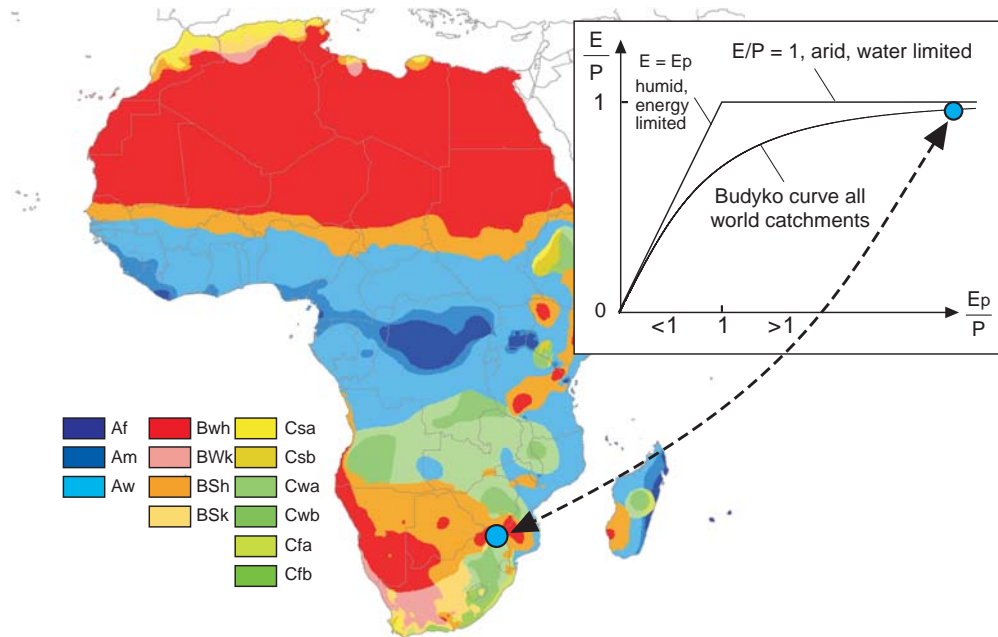 E
P
E/P = 1, arid, water limited
E = Ep
humid,
energy
limited
1
Budyko curve all
world catchments
0
<1
1
>1
Ep
P
Af
Am
Aw
Bwh
BWk
BSh
BSk
Csa
Csb
Cwa
Cwb
Cfa
Cfb